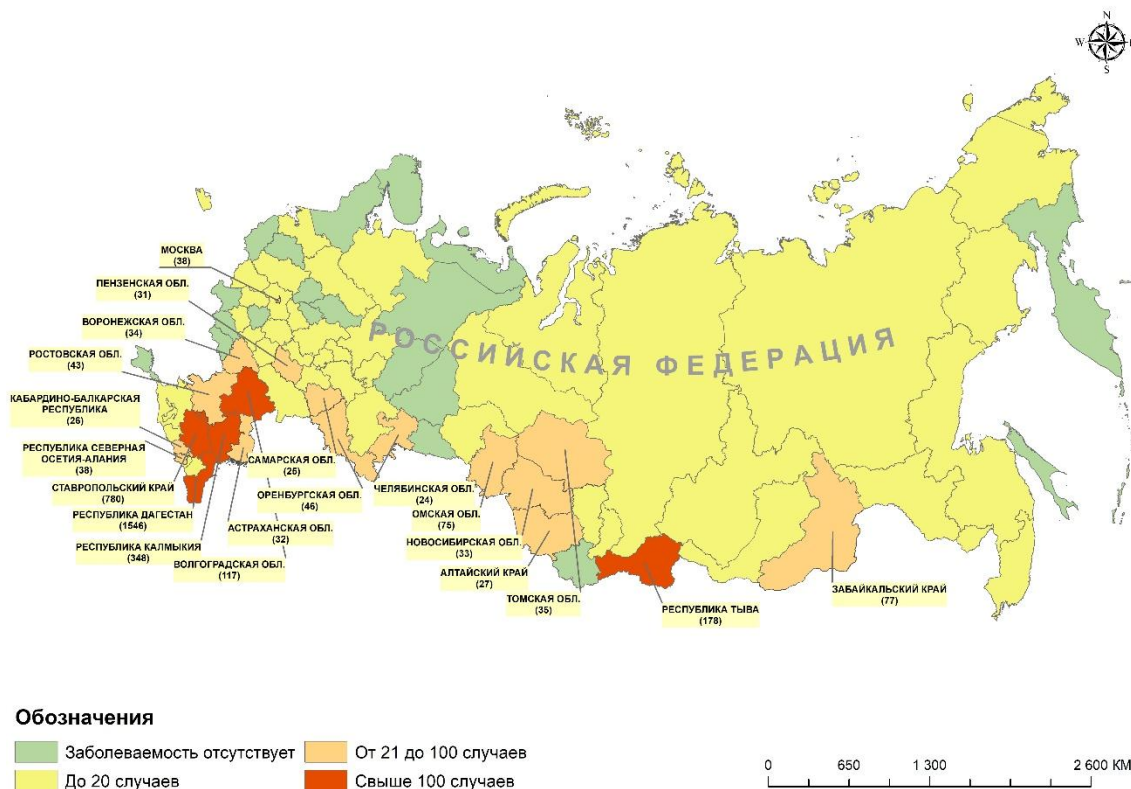 N
W
S
МОСКВА
(38)
ПЕНЗЕНСКАЯ ОБЛ.
(31)
ВОРОНЕЖСКАЯ ОБЛ.
(34)
РОСТОВСКАЯ ОБЛ.
(43)
КАБАРДИНО-БАЛКАРСКАЯ
РЕСПУБЛИКА
(26)
РЕСПУБЛИКА СЕВЕРНАЯ
ОСЕТИЯ-АЛАНИЯ
(38)
СТАВРОПОЛЬСКИЙ КРАЙ
(780)
РЕСПУБЛИКА ДАГЕСТАН
(1546)
РЕСПУБЛИКА КАЛМЫКИЯ
(348)
ВОЛГОГРАДСКАЯ ОБЛ.
(117)
АСТРАХАНСКАЯ ОБЛ.
(32)
САМАРСКАЯ ОБЛ.
(25)
ОРЕНБУРГСКАЯ ОБЛ.
(46)
ЧЕЛЯБИНСКАЯ ОБЛ.
(24)
ОМСКАЯ ОБЛ.
(75)
НОВОСИБИРСКАЯ ОБЛ.
(33)
АЛТАЙСКИЙ КРАЙ
(27)
ТОМСКАЯ ОБЛ.
(35)
РЕСПУБЛИКА ТЫВА
(178)
ЗАБАЙКАЛЬСКИЙ КРАЙ
(77)
РОССИЙСКАЯ ФЕДЕРАЦИЯ
Обозначения
Заболеваемость отсутствует
До 20 случаев
От 21 до 100 случаев
Свыше 100 случаев
0 650 1 300 2 600 КМ